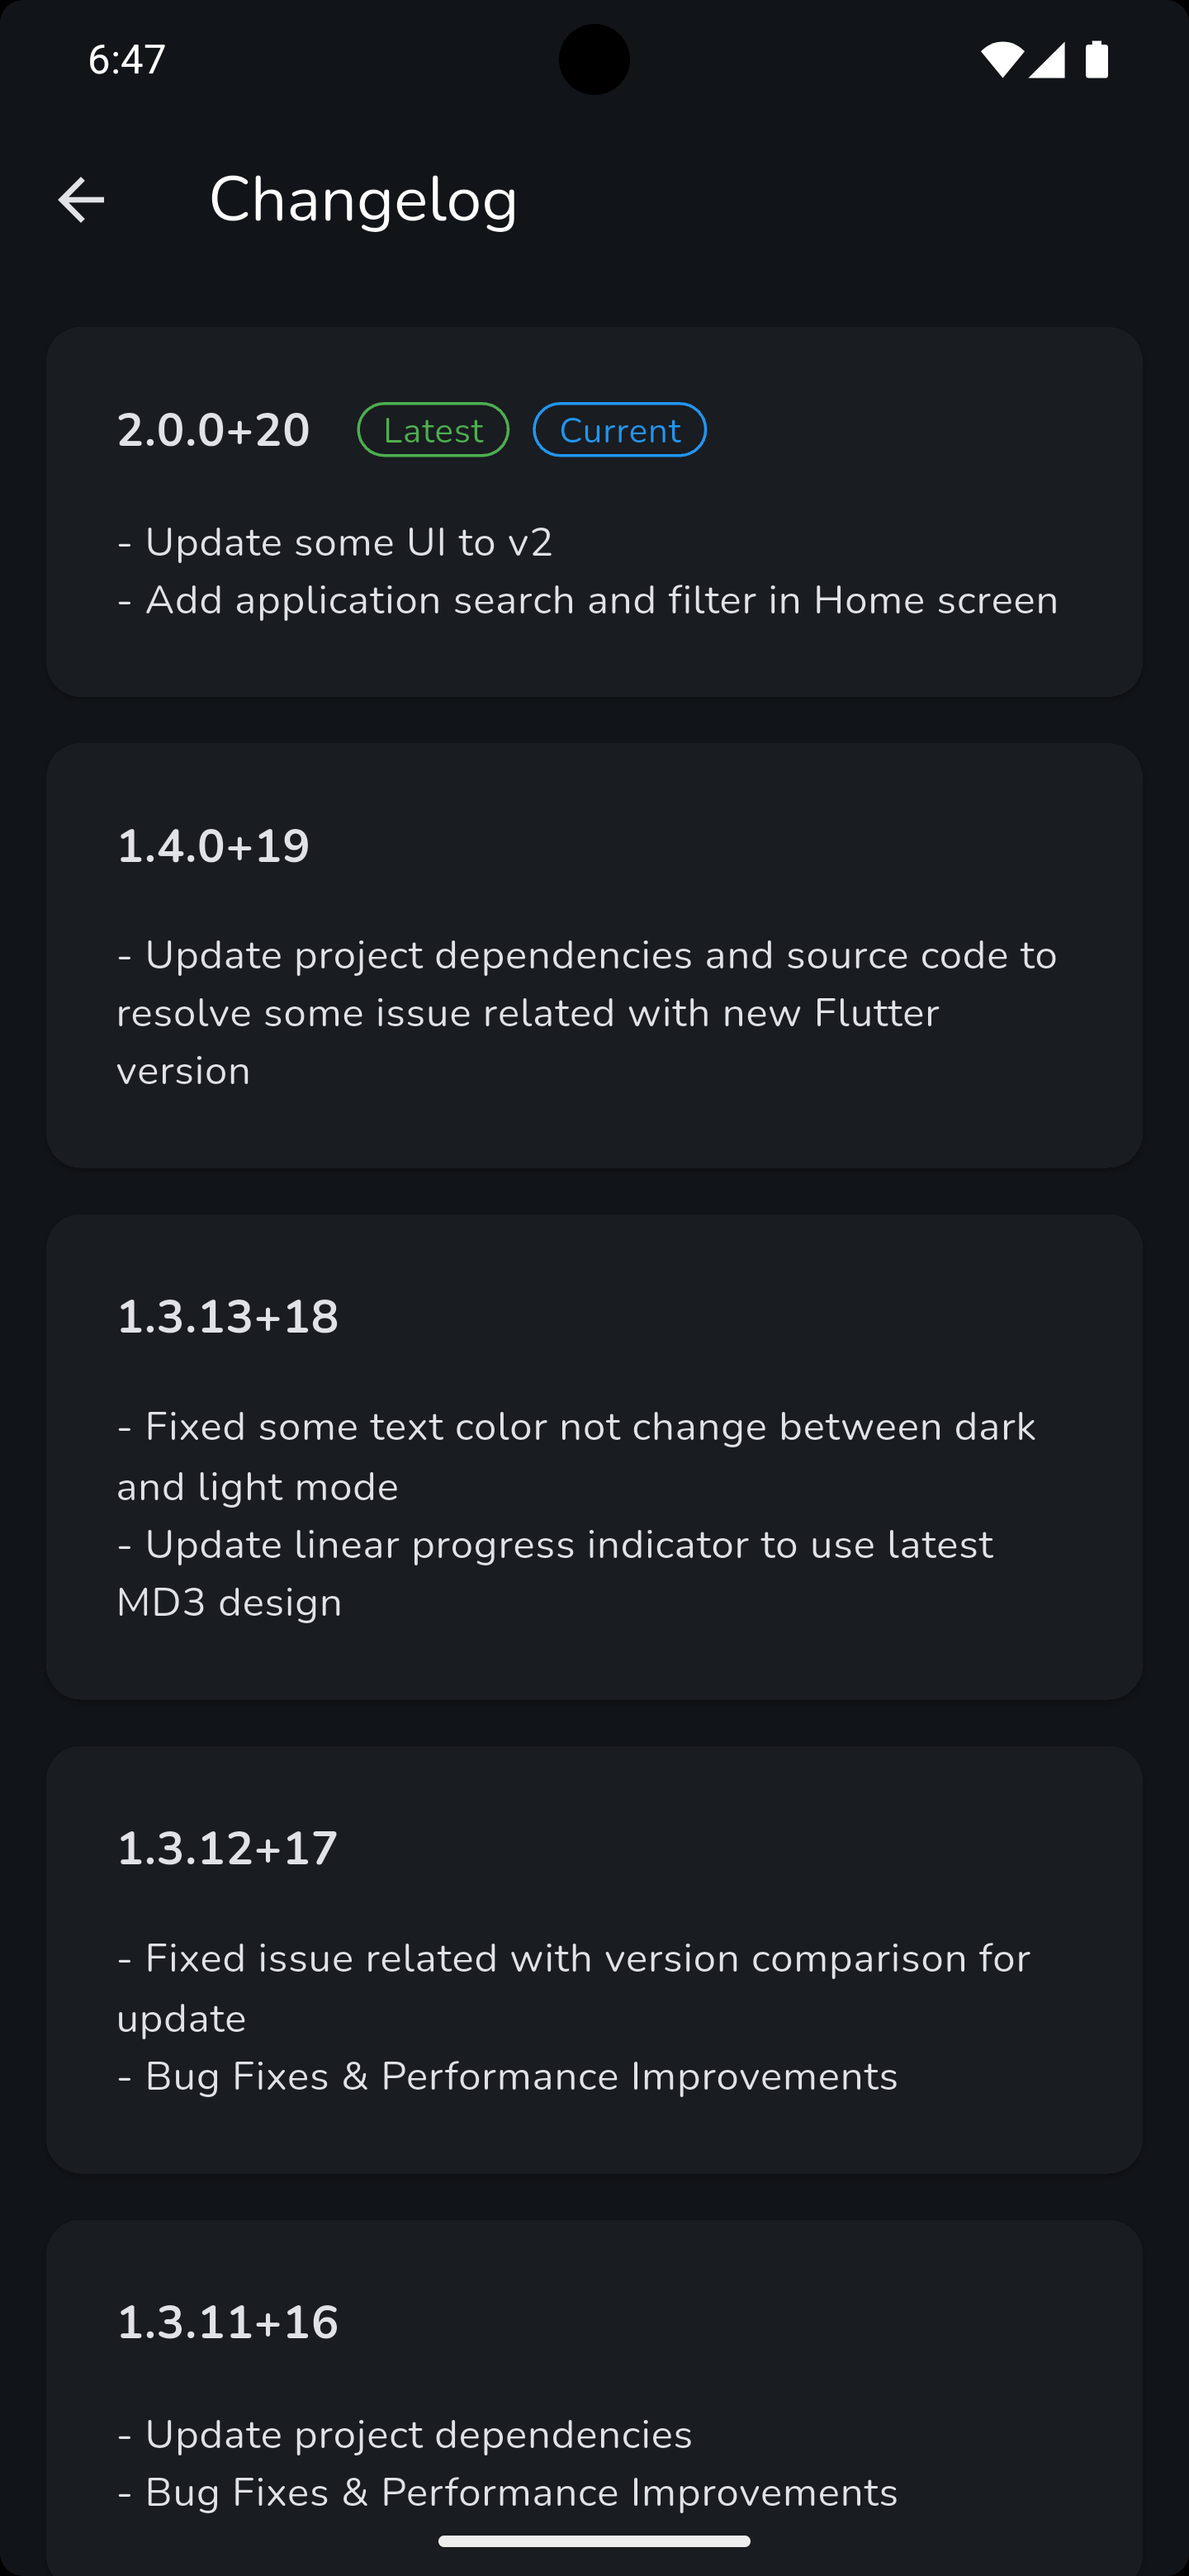 6:47
Changelog
2.0.0+20 Latest Current
- Update some UI to v2
- Add application search and filter in Home screen
1.4.0+19
- Update project dependencies and source code to
resolve some issue related with new Flutter
version
1.3.13+18
- Fixed some text color not change between dark
and light mode
- Update linear progress indicator to use latest
MD3 design
1.3.12+17
- Fixed issue related with version comparison for
update
- Bug Fixes & Performance Improvements
1.3.11+16
- Update project dependencies
- Bug Fixes & Performance Improvements